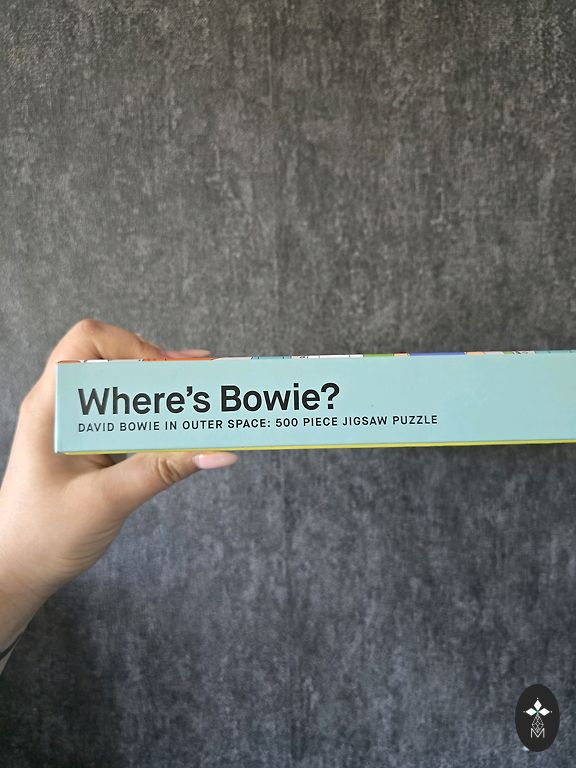 Where's Bowie?
DAVID BOWIE IN OUTER SPACE: 500 PIECE JIGSAW PUZZLE
M